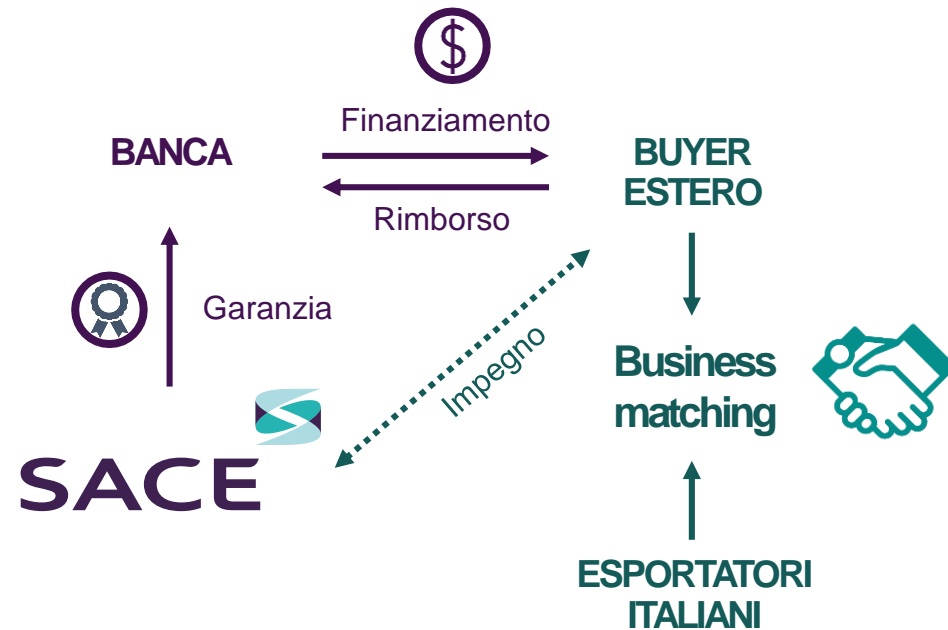 $
Finanziamento
BANCA
BUYER
ESTERO
Rimborso
Garanzia
Impegno
Business
matching
SACE
ESPORTATORI
ITALIANI